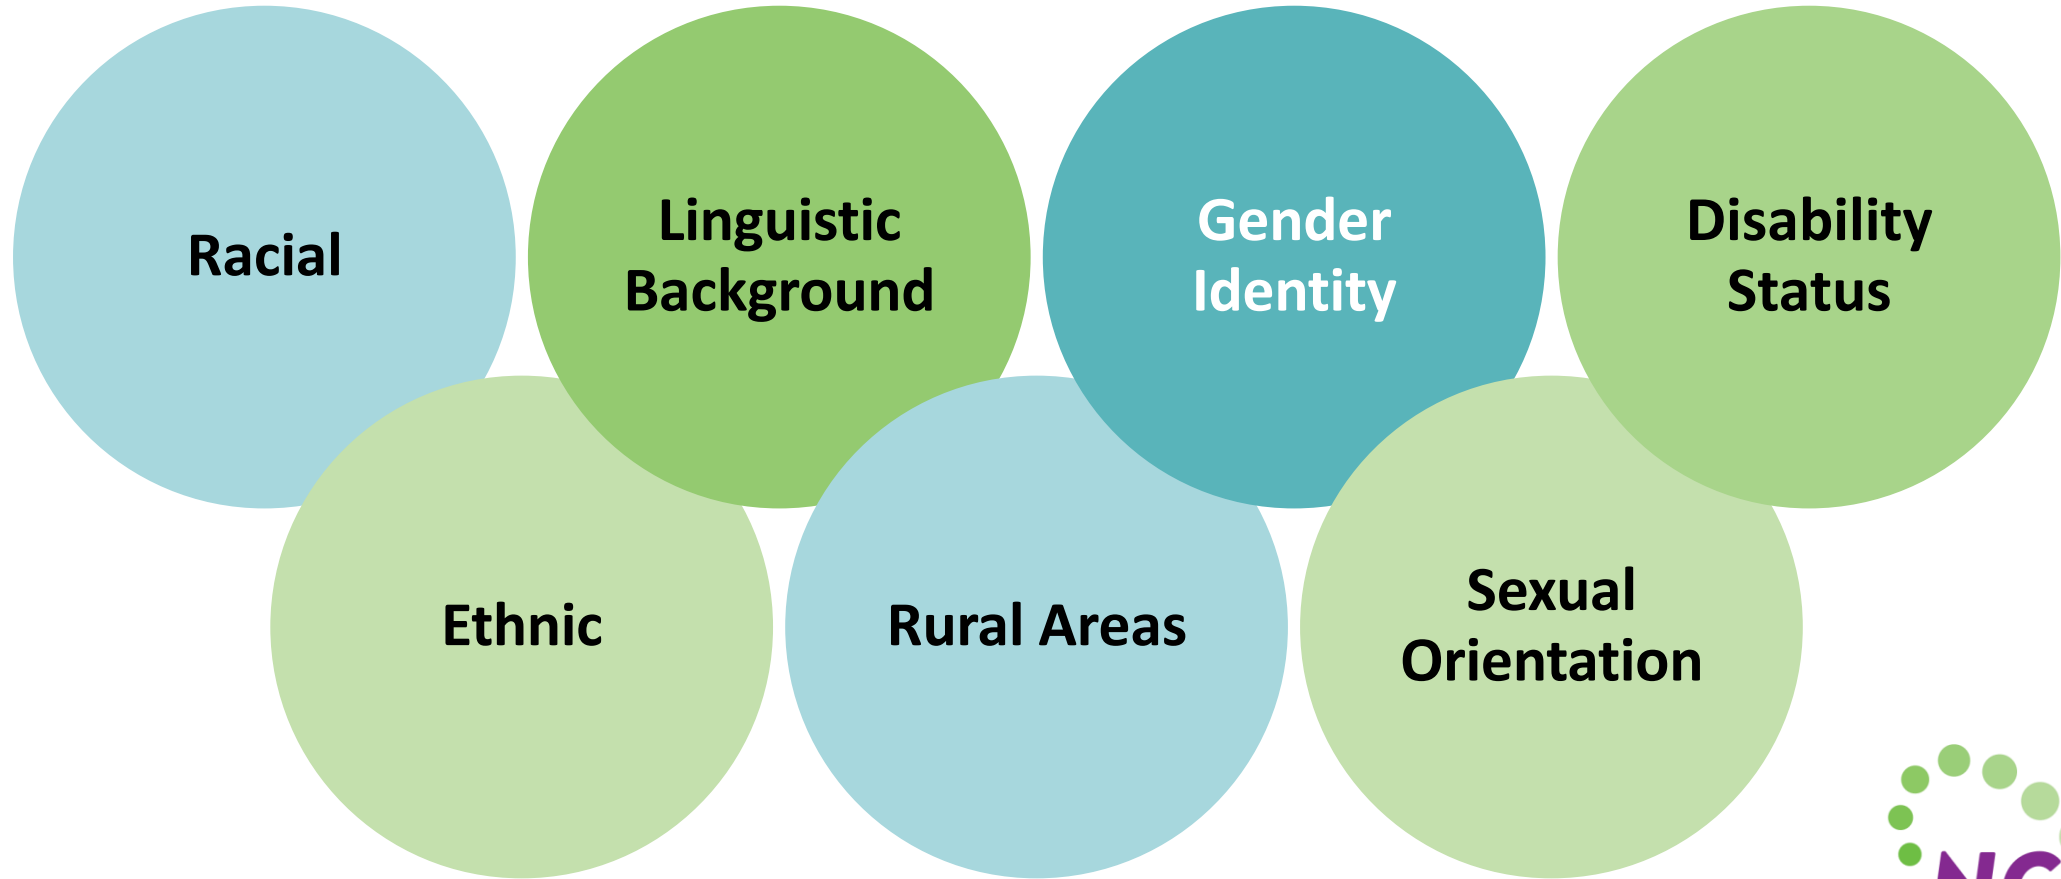 Racial
Linguistic
Background
Gender
Identity
Disability
Status
Ethnic
Rural Areas
Sexual
Orientation